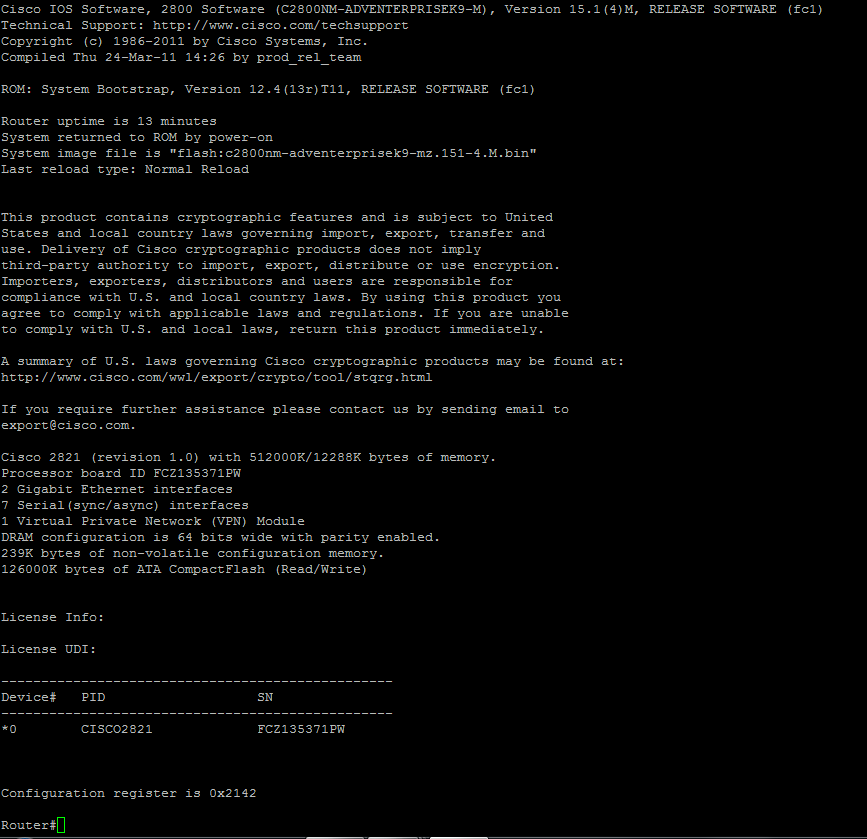 Cisco IOS Software, 2800 Software (C2800NM-ADVENTERPRISEK9-M), Version 15.1(4)M, RELEASE SOFTWARE (fc1)
Technical Support: http://www.cisco.com/techsupport
Copyright (c) 1986-2011 by Cisco Systems, Inc.
Compiled Thu 24-Mar-11 14:26 by prod_rel_team
ROM: System Bootstrap, Version 12.4(13r)T11, RELEASE SOFTWARE (fc1)
Router uptime is 13 minutes
System returned to ROM by power-on
System image file is "flash:c2800nm-adventerprisek9-mz.151-4.M.bin"
Last reload type: Normal Reload
This product contains cryptographic features and is subject to United
States and local country laws governing import, export, transfer and
use. Delivery of Cisco cryptographic products does not imply
third-party authority to import, export, distribute or use encryption.
Importers, exporters, distributors and users are responsible for
compliance with U.S. and local country laws. By using this product you
agree to comply with applicable laws and regulations. If you are unable
to comply with U.S. and local laws, return this product immediately.
A summary of U.S. laws governing Cisco cryptographic products may be found at:
http://www.cisco.com/wwl/export/crypto/tool/stqrg.html
If you require further assistance please contact us by sending email to
export@cisco.com.
Cisco 2821 (revision 1.0) with 512000K/12288K bytes of memory.
Processor board ID FCZ135371PW
2 Gigabit Ethernet interfaces
7 Serial(sync/async) interfaces
1 Virtual Private Network (VPN) Module
DRAM configuration is 64 bits wide with parity enabled.
239K bytes of non-volatile configuration memory.
126000K bytes of ATA CompactFlash (Read/Write)
License Info:
License UDI:
-------------------------------------------------
Device#   PID                   SN
-------------------------------------------------
*0        CISCO2821             FCZ135371PW
Configuration register is 0x2142
Router#